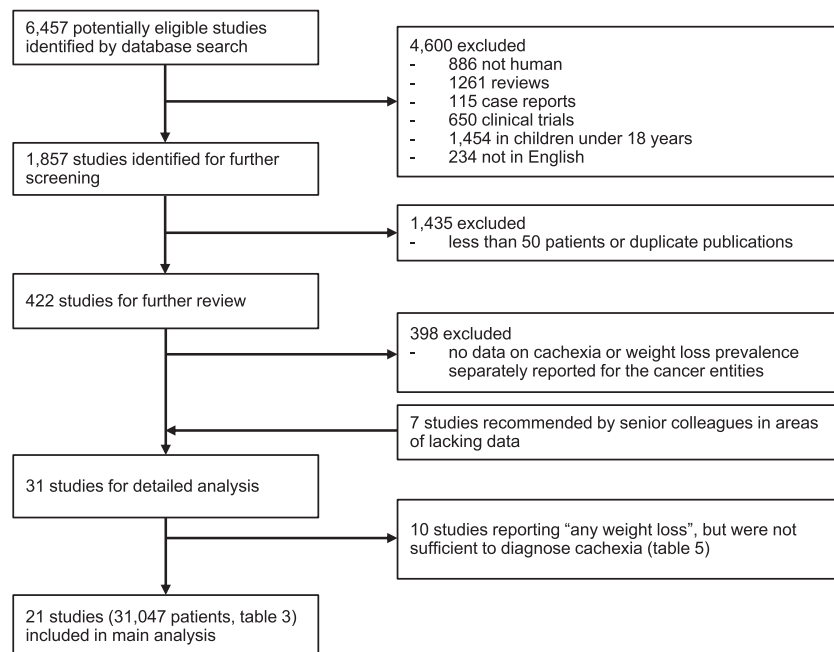 6,457 potentially eligible studies
identified by database search
4,600 excluded
- 886 not human
- 1261 reviews
- 115 case reports
- 650 clinical trials
- 1,454 in children under 18 years
- 234 not in English
1,857 studies identified for further
screening
1,435 excluded
- less than 50 patients or duplicate publications
422 studies for further review
398 excluded
- no data on cachexia or weight loss prevalence
separately reported for the cancer entities
7 studies recommended by senior colleagues in areas
of lacking data
31 studies for detailed analysis
10 studies reporting “any weight loss”, but were not
sufficient to diagnose cachexia (table 5)
21 studies (31,047 patients, table 3)
included in main analysis